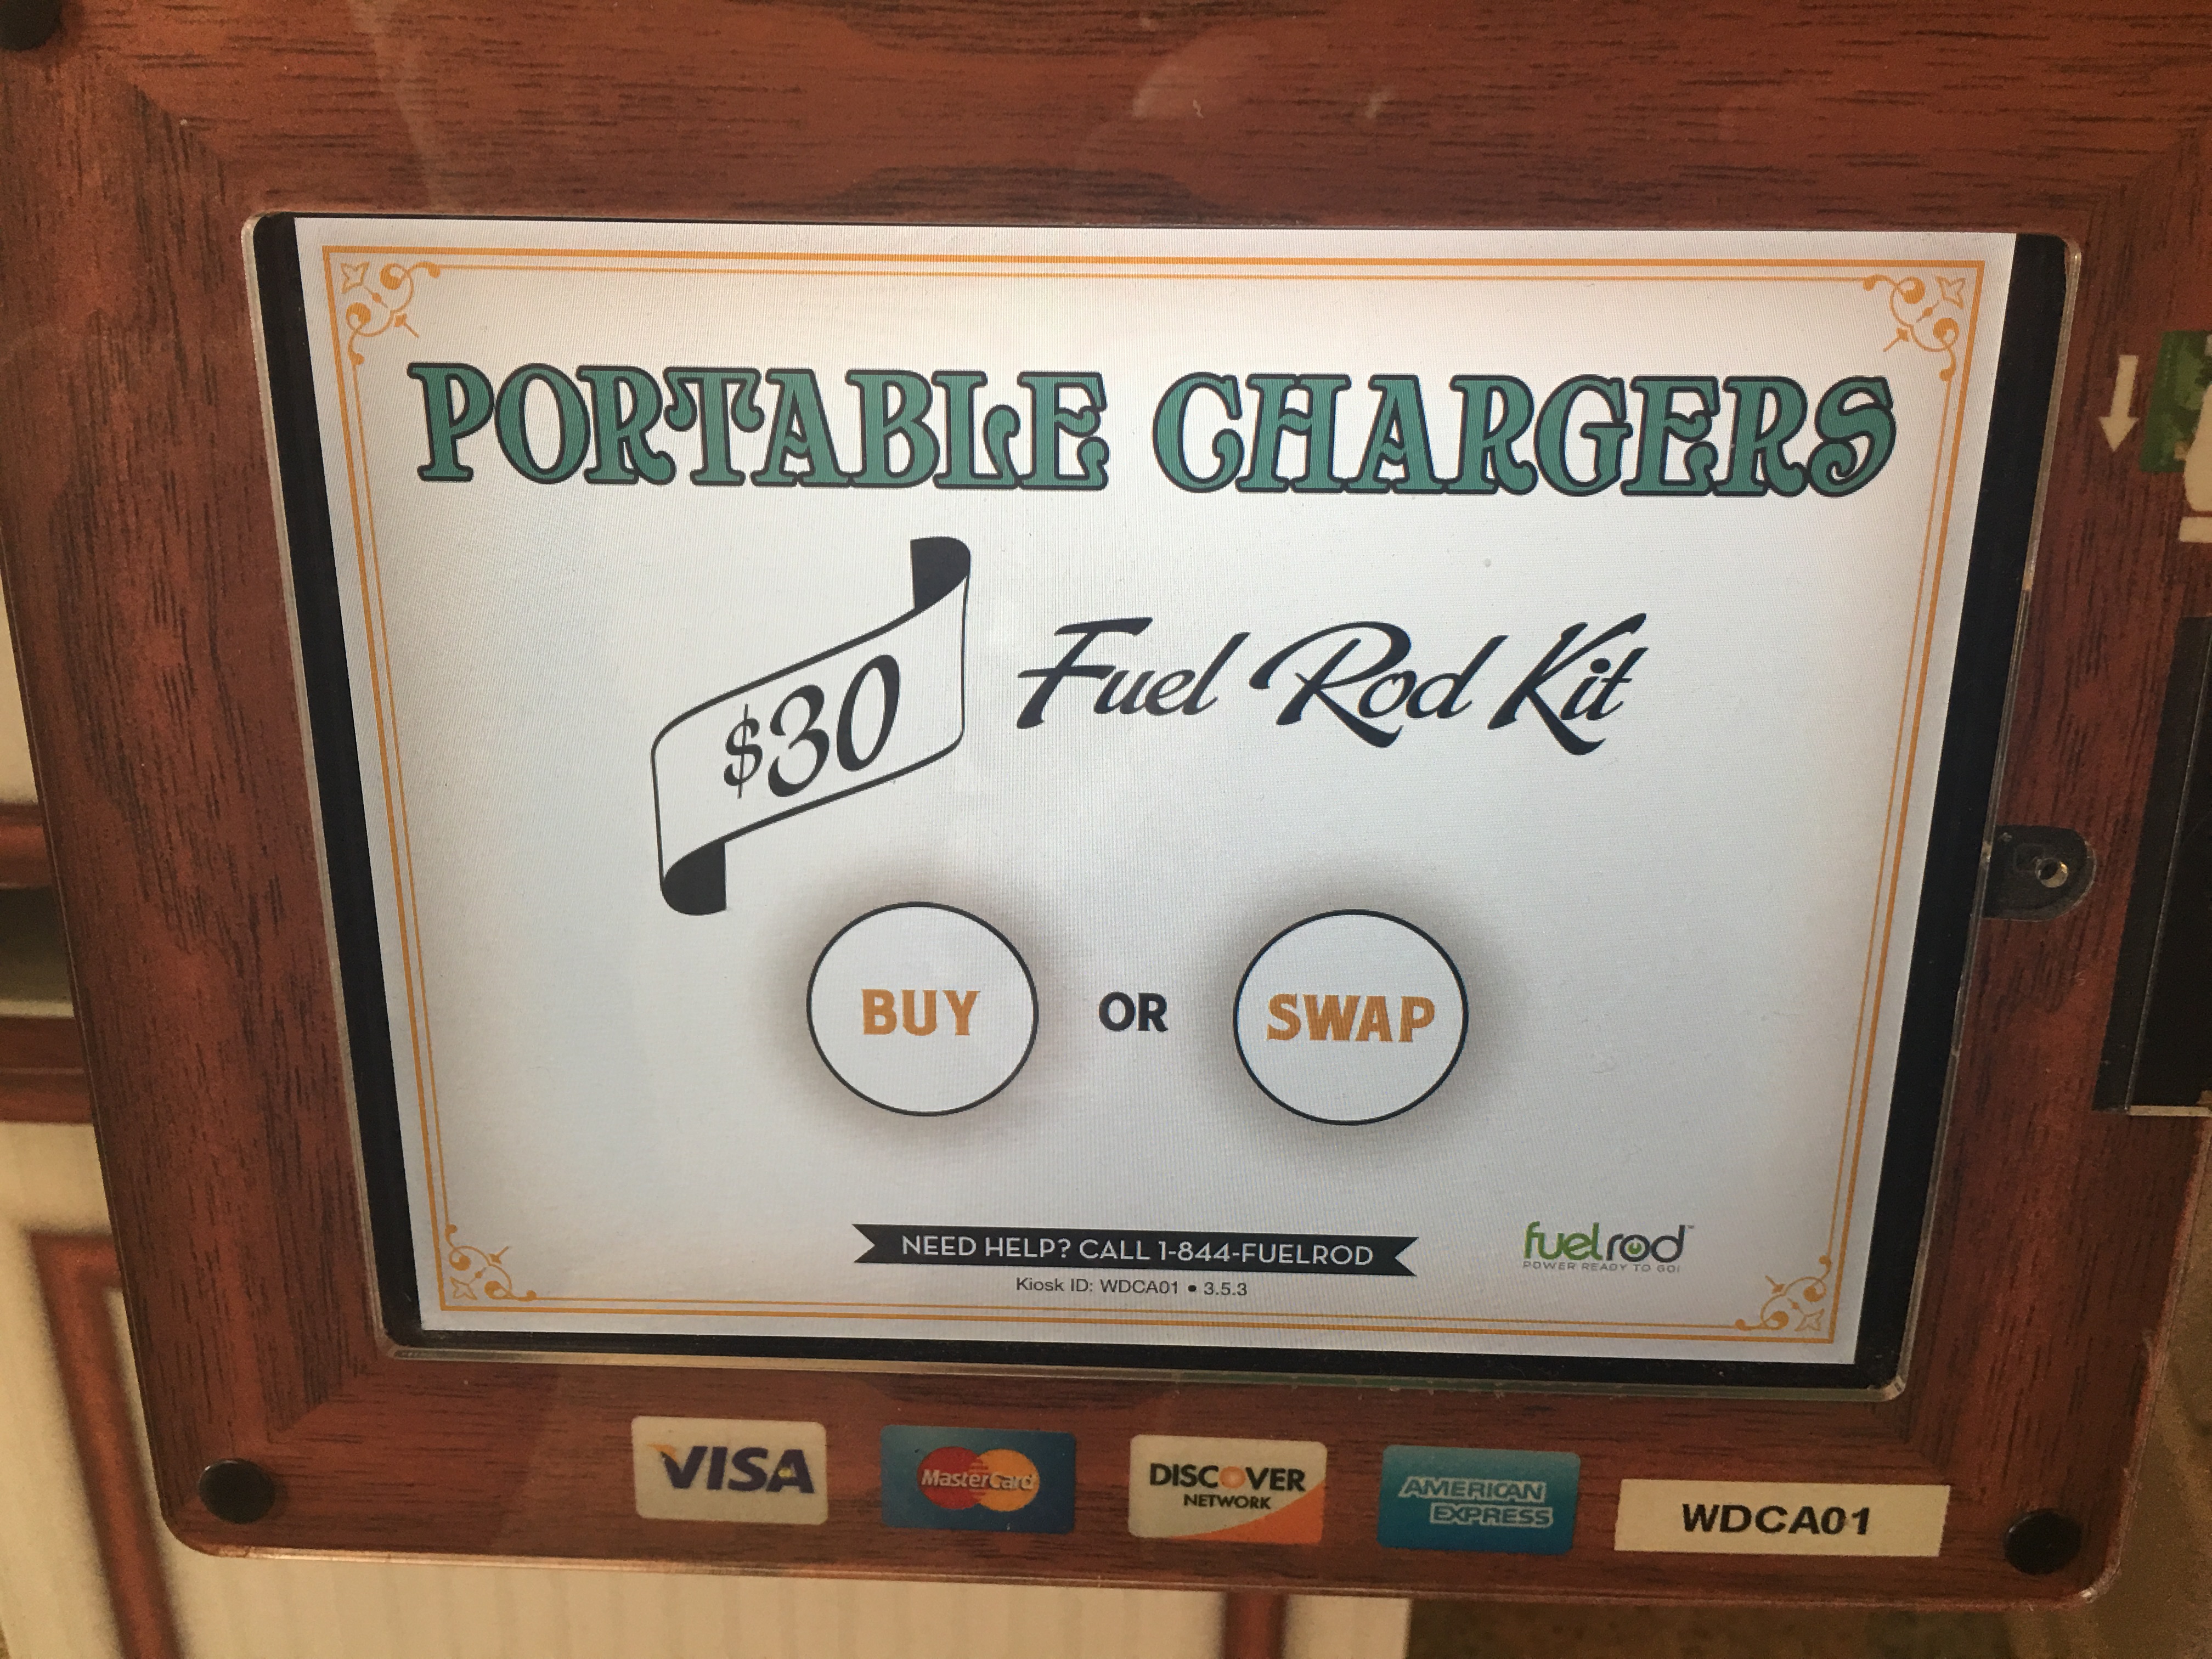 PORTABLE CHARGERS
$30 Fuel Rod Kit
BUY OR SWAP
NEED HELP? CALL 1-844-FUELROD
Kiosk ID: WDCA01 • 3.5.3
fuelrod™
POWER READY TO GO!
VISA
MasterCard
DISCOVER
NETWORK
AMERICAN
EXPRESS
WDCA01